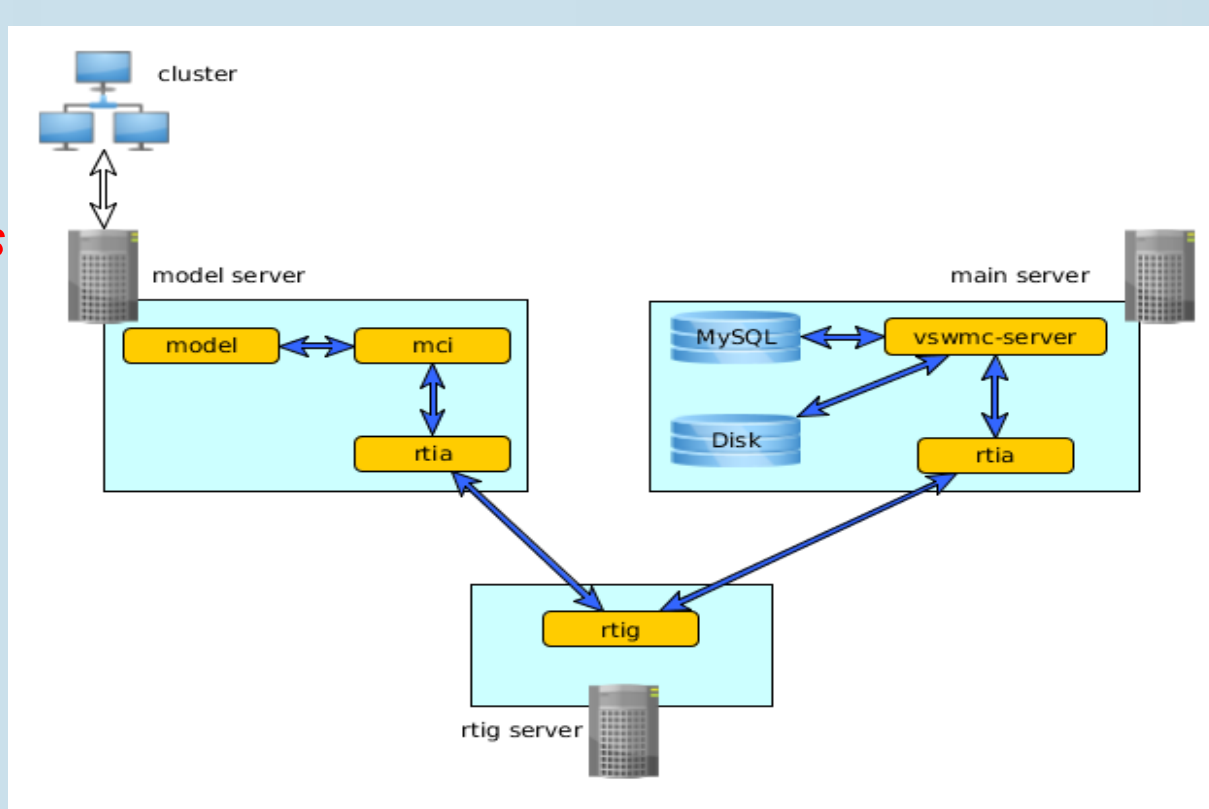 cluster
s
model server
main server
model
mci
MySQL
vswmc-server
Disk
rtia
rtia
rtig
rtig server